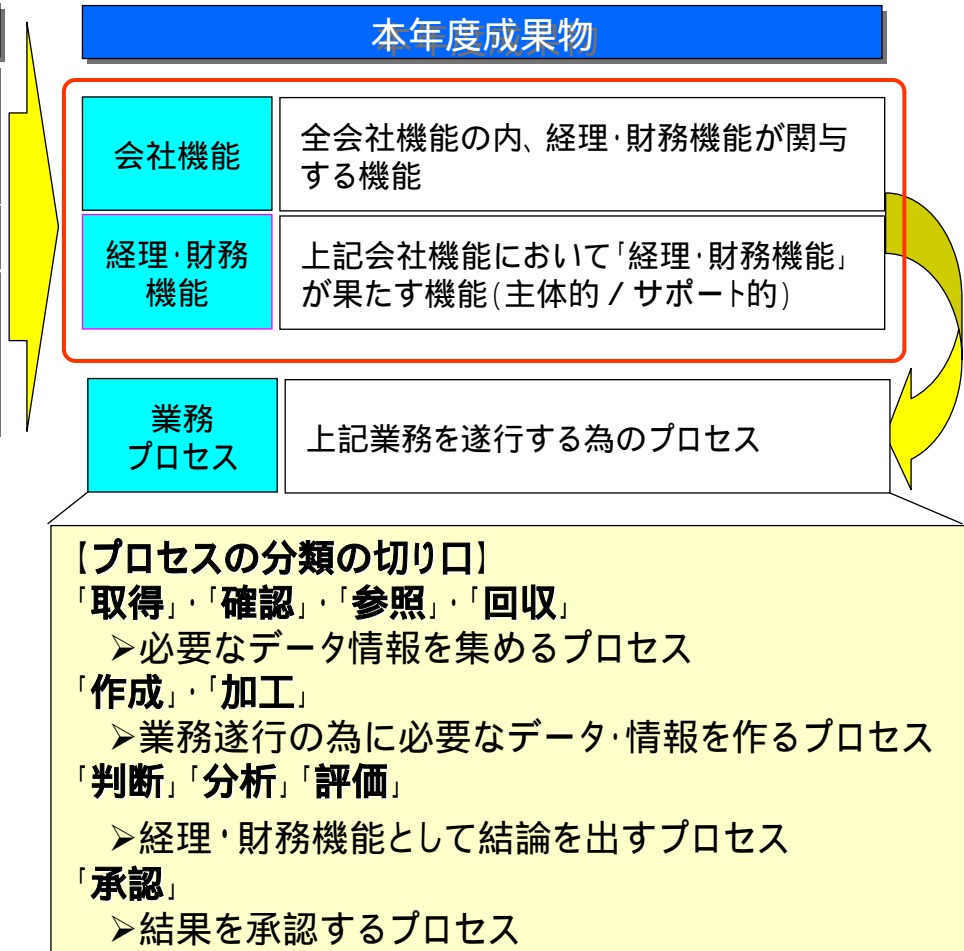 本年度成果物
会社機能
全会社機能の内、経理・財務機能が関与
する機能
経理・財務
機能
上記会社機能において「経理・財務機能」
が果たす機能(主体的/サポート的)
業務
プロセス
上記業務を遂行する為のプロセス
【プロセスの分類の切り口】
「取得」・「確認」・「参照」・「回収」
➢必要なデータ情報を集めるプロセス
「作成」・「加工」
➢業務遂行の為に必要なデータ・情報を作るプロセス
「判断」「分析」「評価」
➢経理・財務機能として結論を出すプロセス
「承認」
➢結果を承認するプロセス